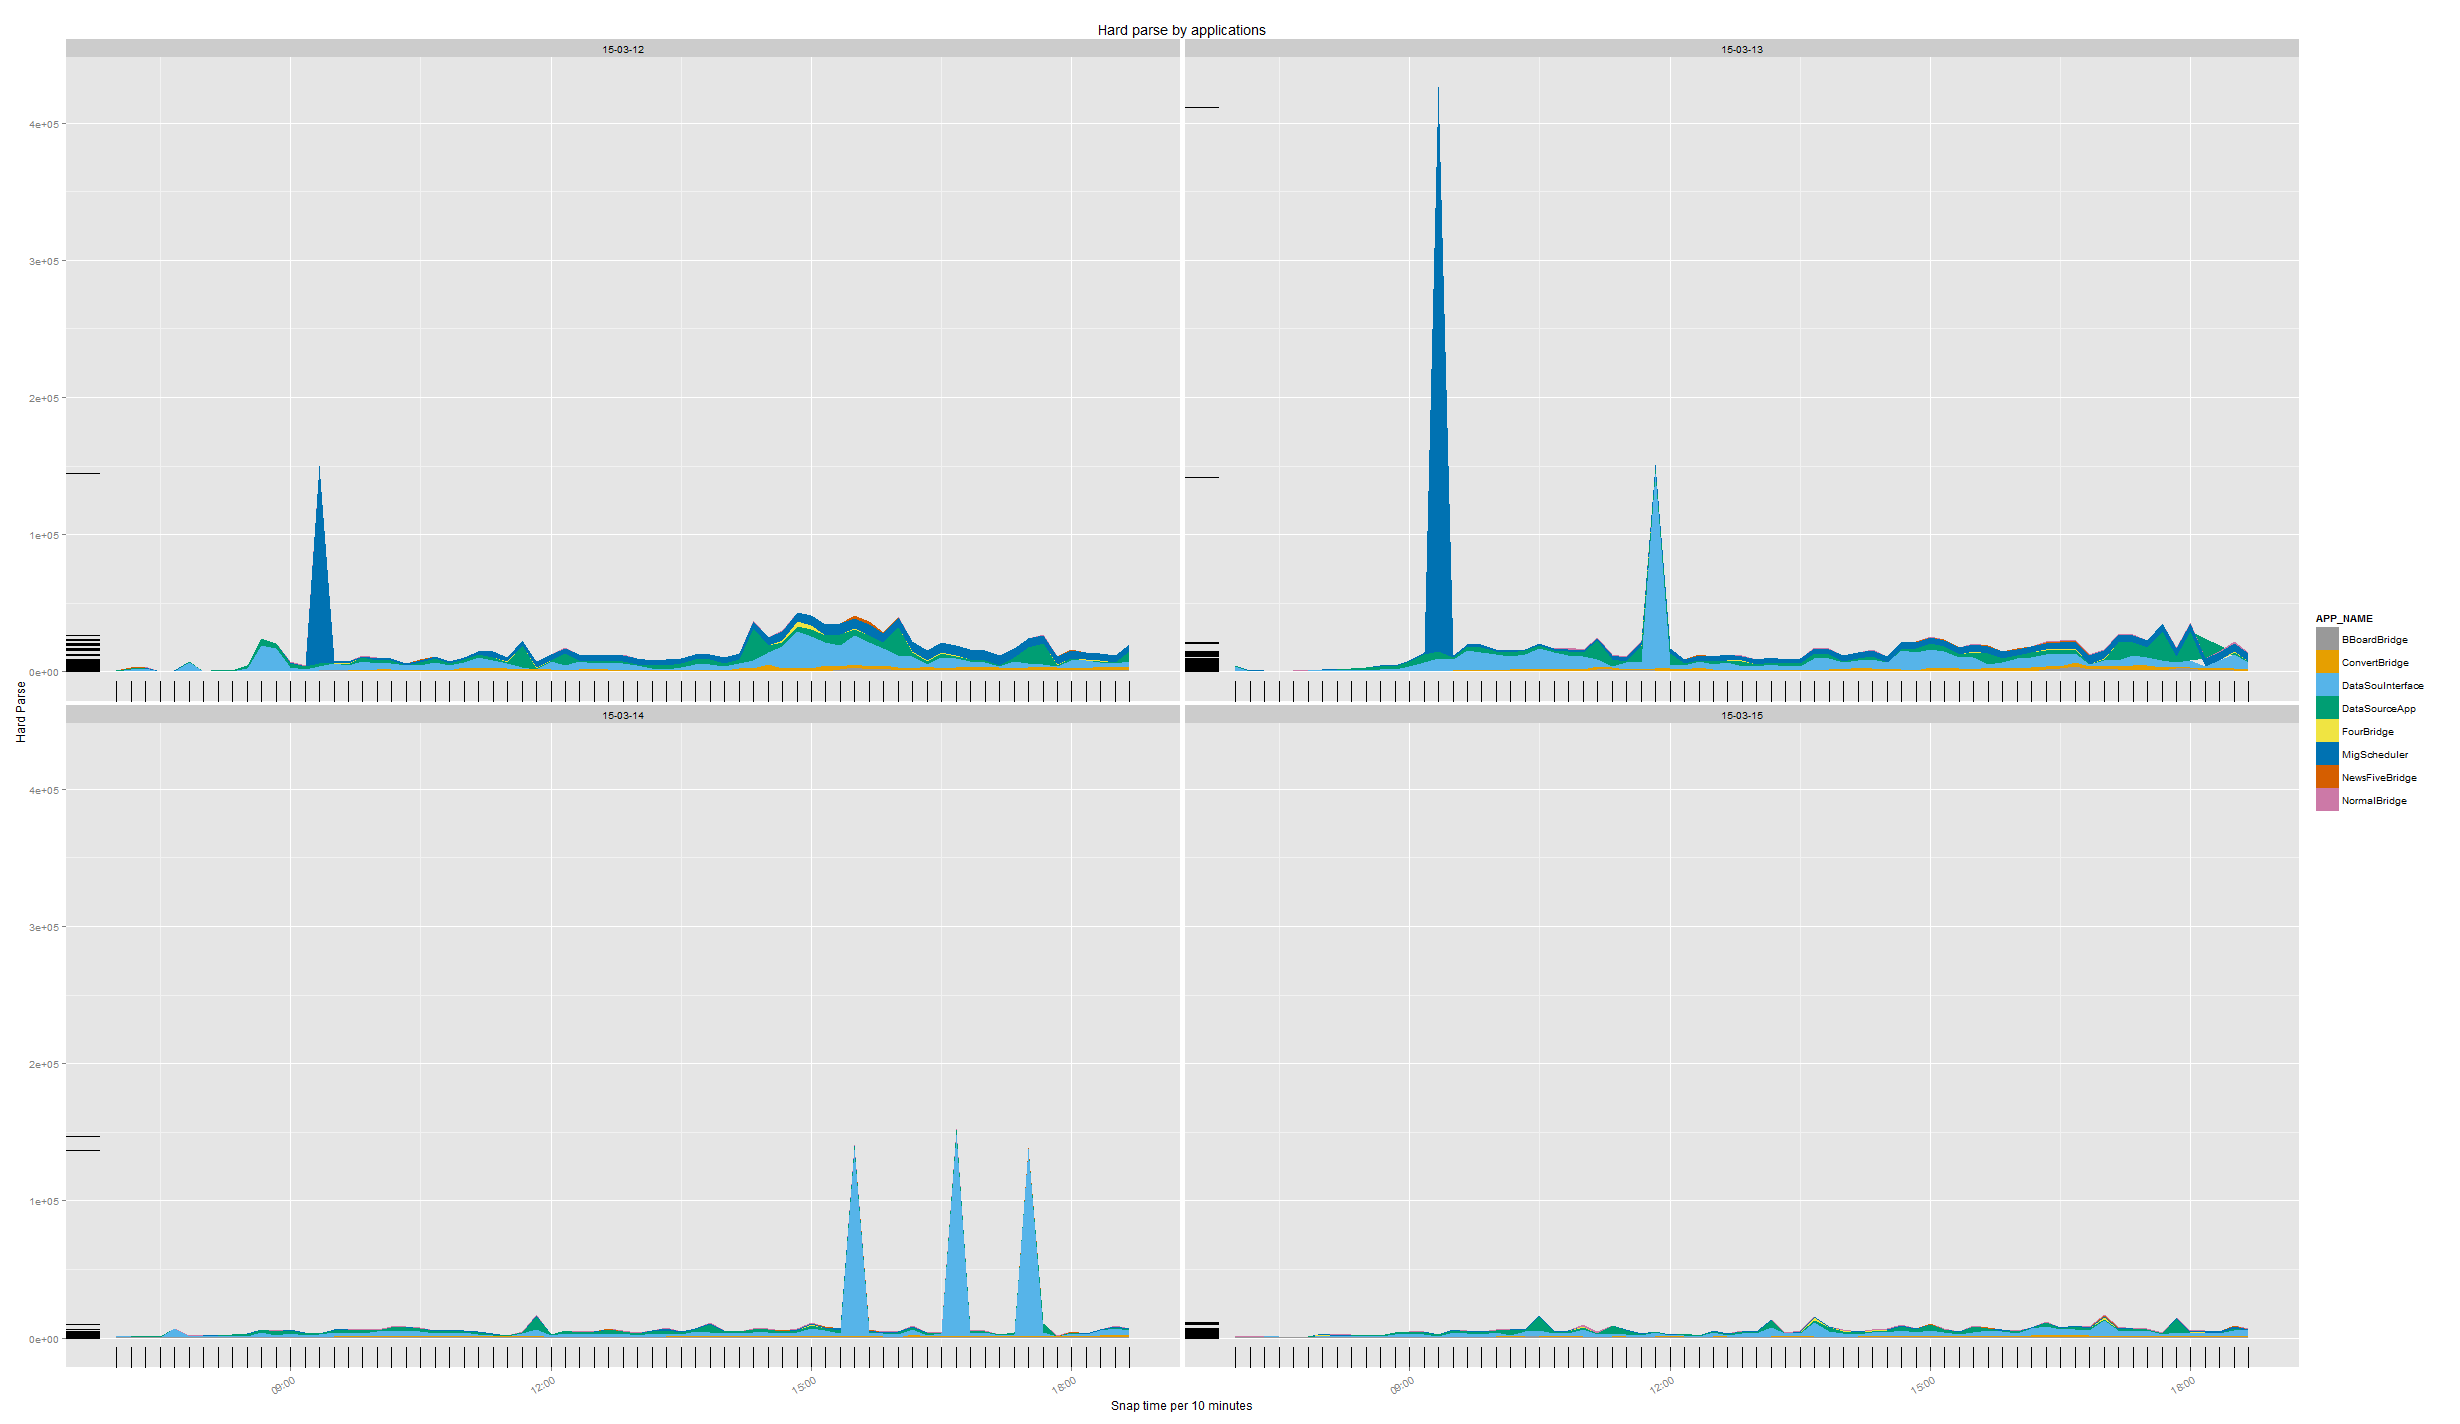 Hard parse by applications
15-03-12
15-03-13
4e+05
3e+05
2e+05
1e+05
0e+00
15-03-14
15-03-15
4e+05
3e+05
2e+05
1e+05
0e+00
Hard Parse
09:00
12:00
15:00
18:00
09:00
12:00
15:00
18:00
Snap time per 10 minutes
APP_NAME
BBoardBridge
ConvertBridge
DataSouInterface
DataSourceApp
FourBridge
MigScheduler
NewsFiveBridge
NormalBridge